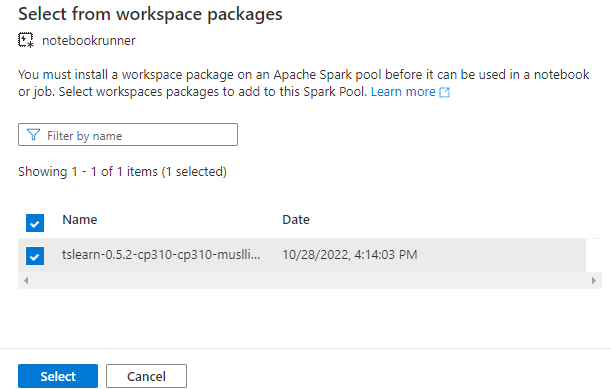 Select from workspace packages
notebookrunner
You must install a workspace package on an Apache Spark pool before it can be used in a notebook
or job. Select workspaces packages to add to this Spark Pool. Learn more
Filter by name
Showing 1 - 1 of 1 items (1 selected)
Name Date
tslearn-0.5.2-cp310-cp310-muslli... 10/28/2022, 4:14:03 PM
Select Cancel